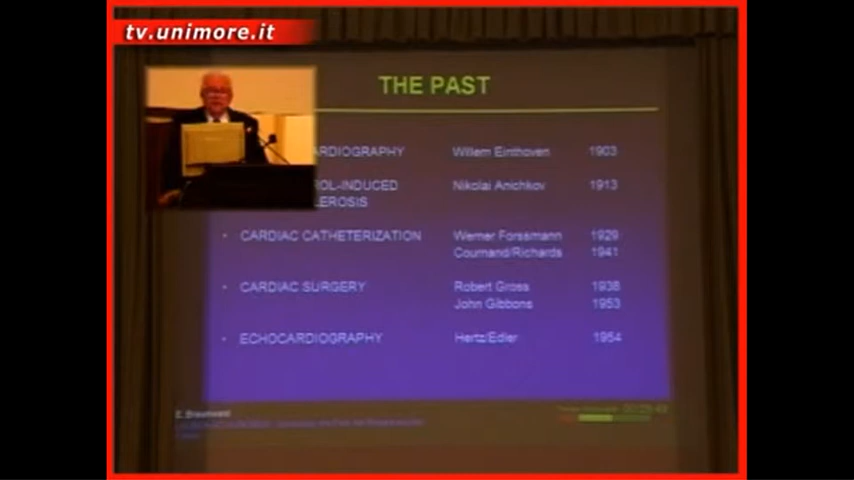 tv.unimore.it
THE PAST
ARDIOGRAPHY Willem Einthoven 1903
ROL-INDUCED Nikolai Anichkov 1913
LEROSIS
• CARDIAC CATHETERIZATION Werner Forssmann 1929
Cournand/Richards 1941
• CARDIAC SURGERY Robert Gross 1938
John Gibbons 1953
• ECHOCARDIOGRAPHY Hertz/Edler 1954
E. Braunwald